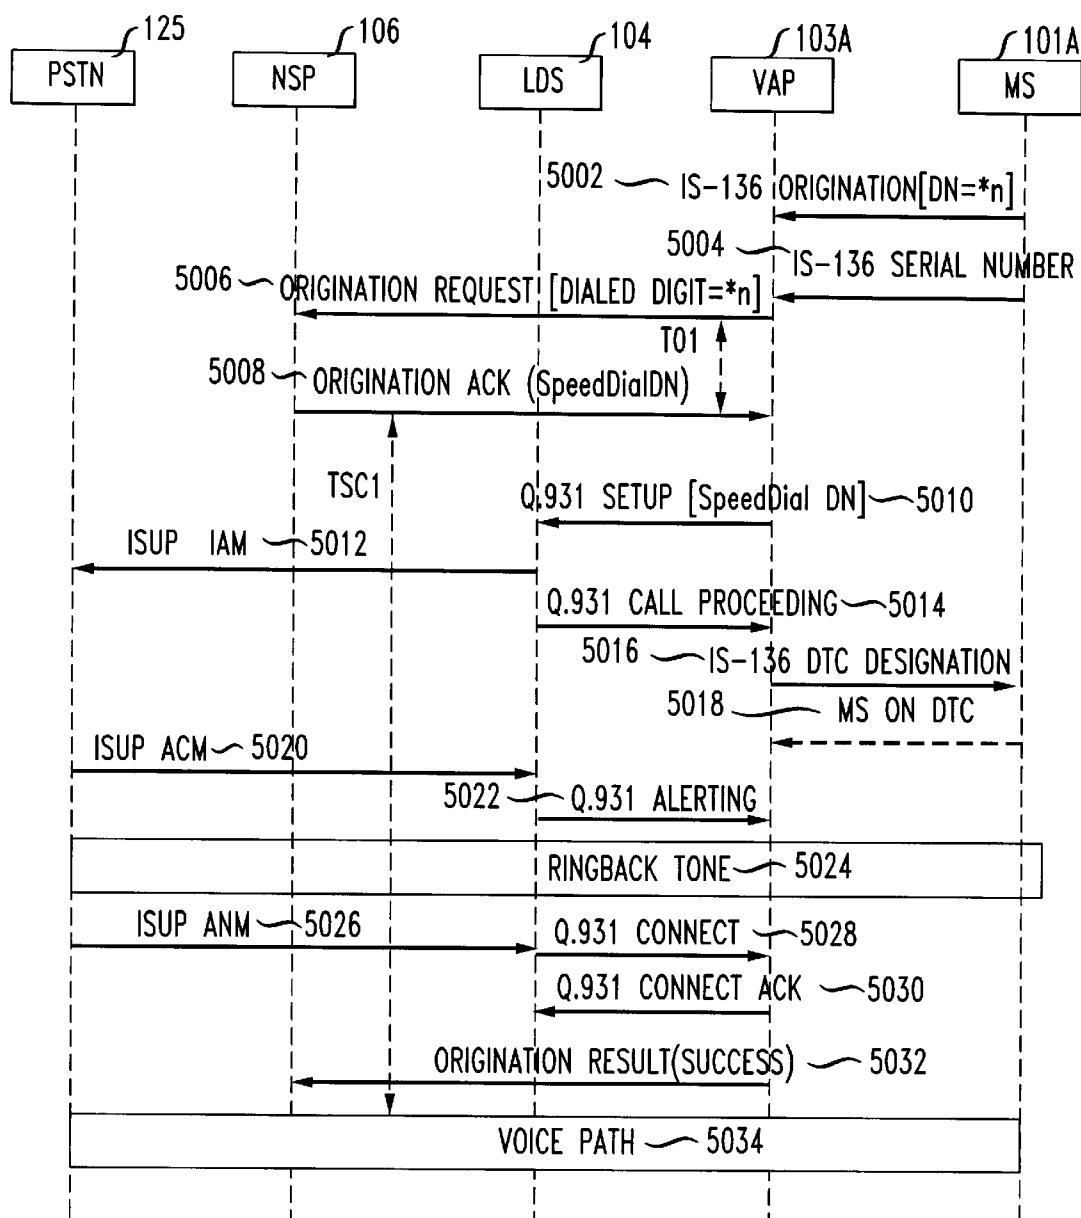 125 106 104 103A 101A
PSTN NSP LDS VAP MS
5002 IS-136 ORIGINATION[DN=*n]
5004 IS-136 SERIAL NUMBER
5006 ORIGINATION REQUEST [DIALED DIGIT=*n]
TO1
5008 ORIGINATION ACK (SpeedDialDN)
TSC1
Q.931 SETUP [SpeedDial DN] 5010
ISUP IAM 5012
Q.931 CALL PROCEEDING 5014
5016 IS-136 DTC DESIGNATION
5018 MS ON DTC
ISUP ACM 5020
5022 Q.931 ALERTING
RINGBACK TONE 5024
ISUP ANM 5026
Q.931 CONNECT 5028
Q.931 CONNECT ACK 5030
ORIGINATION RESULT(SUCCESS) 5032
VOICE PATH 5034